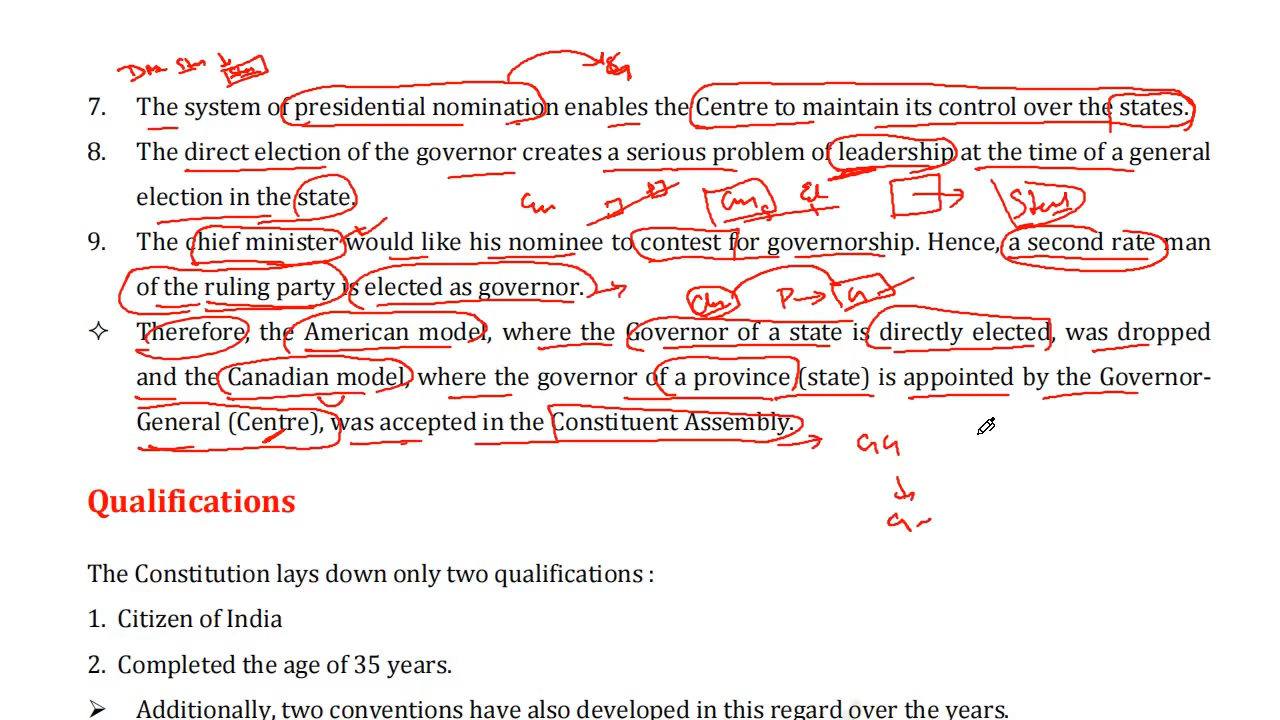 7. The system of presidential nomination enables the Centre to maintain its control over the states.
8. The direct election of the governor creates a serious problem of leadership at the time of a general
election in the state.
9. The chief minister would like his nominee to contest for governorship. Hence, a second rate man
of the ruling party is elected as governor.
✧ Therefore, the American model, where the Governor of a state is directly elected, was dropped
and the Canadian model, where the governor of a province (state) is appointed by the Governor-
General (Centre), was accepted in the Constituent Assembly.
Qualifications
The Constitution lays down only two qualifications :
1. Citizen of India
2. Completed the age of 35 years.
➢ Additionally, two conventions have also developed in this regard over the years.